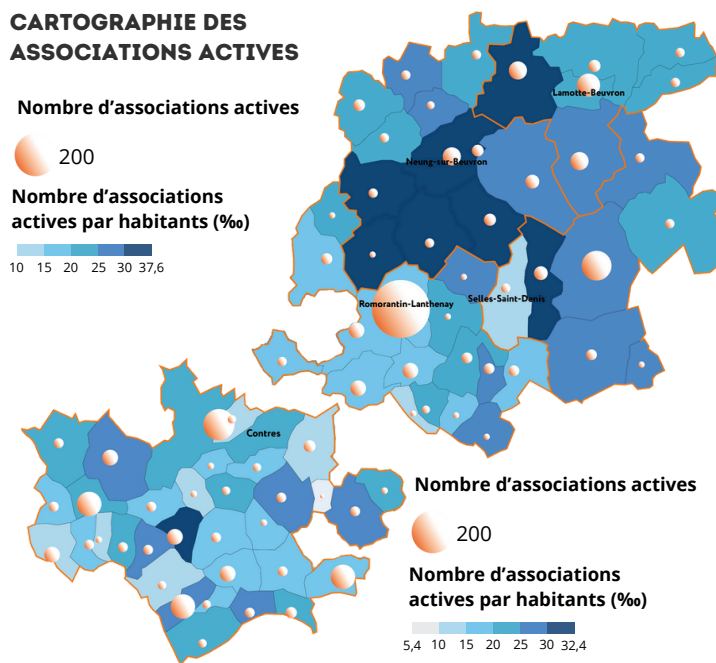 CARTOGRAPHIE DES
ASSOCIATIONS ACTIVES
Nombre d’associations actives
200
Nombre d’associations
actives par habitants (‰)
10 15 20 25 30 37,6
Lamotte-Beuvron
Neung-sur-Beuvron
Selles-Saint-Denis
Romorantin-Lanthenay
Contres
Nombre d’associations actives
200
Nombre d’associations
actives par habitants (‰)
5,4 10 15 20 25 30 32,4